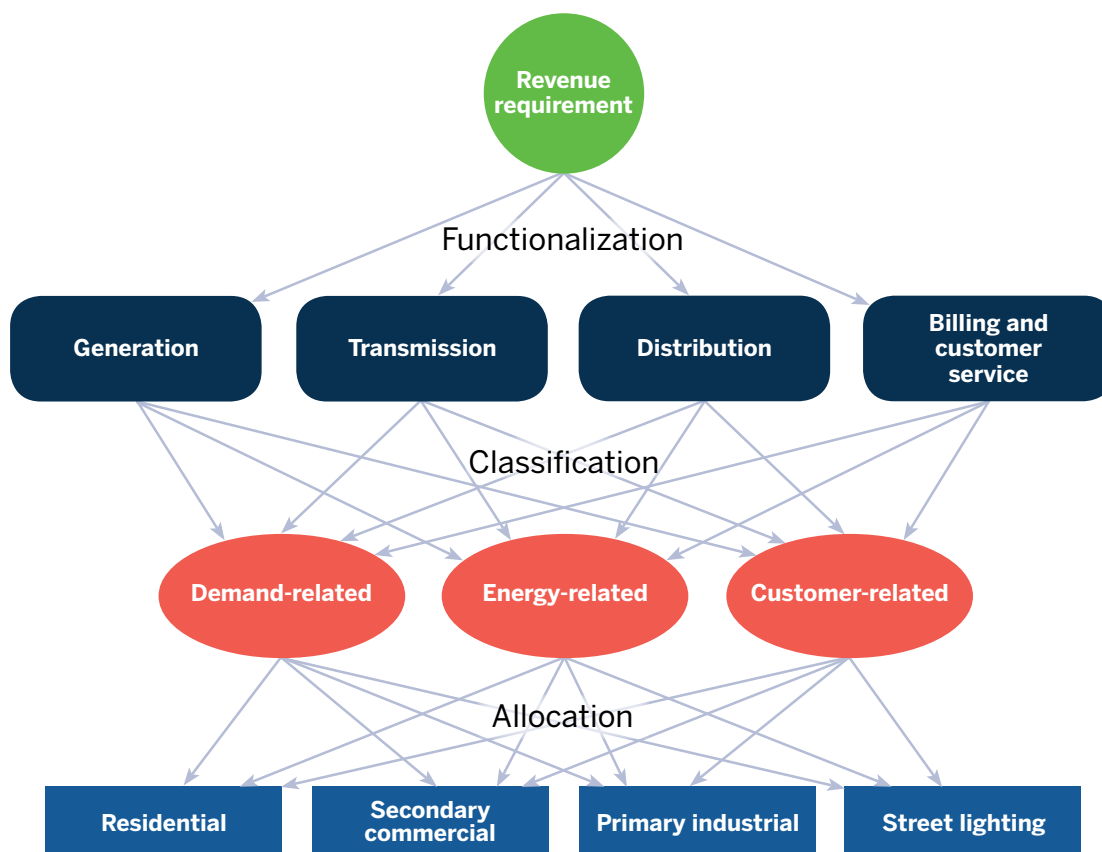 Revenue
requirement
Functionalization
Generation
Transmission
Distribution
Billing and
customer
service
Classification
Demand-related
Energy-related
Customer-related
Allocation
Residential
Secondary
commercial
Primary industrial
Street lighting